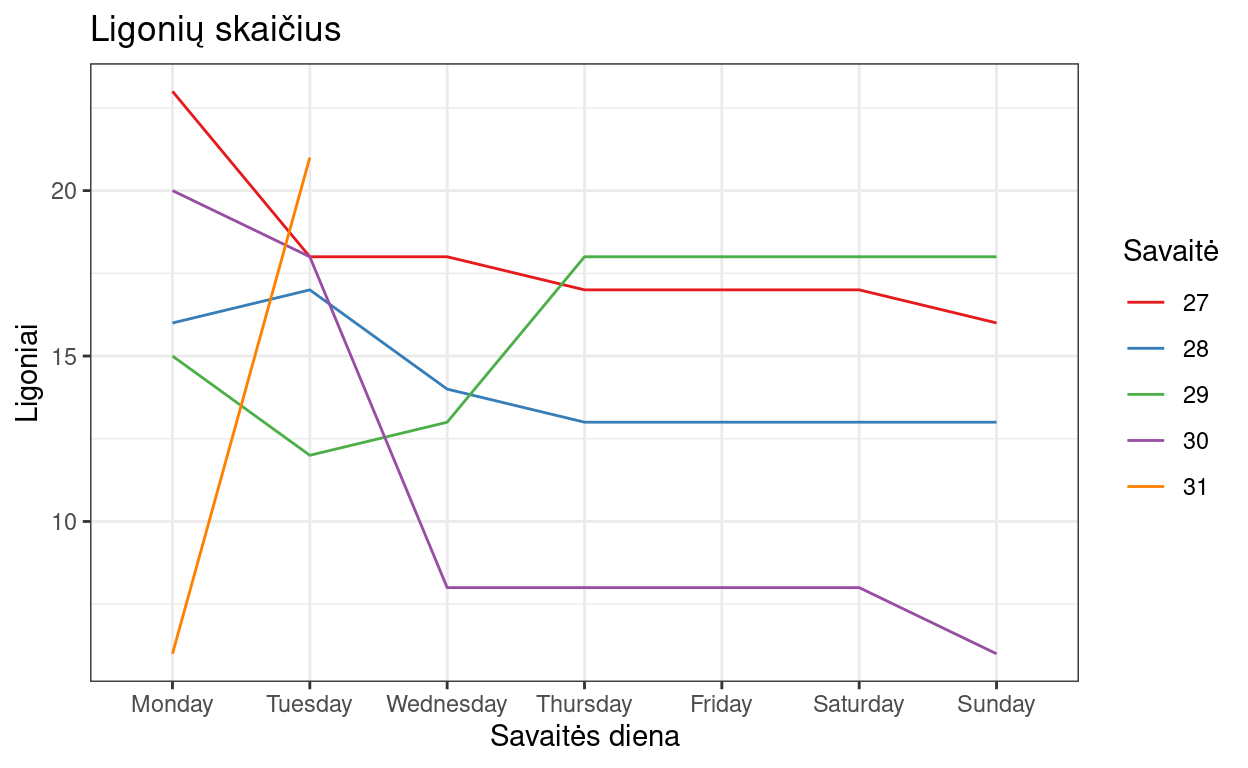 Ligonių skaičius
Ligoniai
20
15
10
Monday Tuesday Wednesday Thursday Friday Saturday Sunday
Savaitės diena
Savaitė
27
28
29
30
31